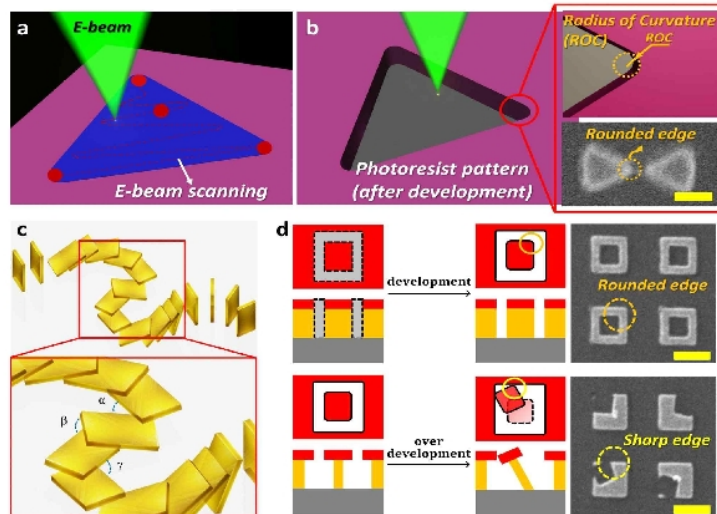 a
E-beam
E-beam scanning
b
Photoresist pattern
(after development)
Radius of Curvature
(ROC)
ROC
Rounded edge
c
α
β
γ
d
development
Rounded edge
over
development
Sharp edge